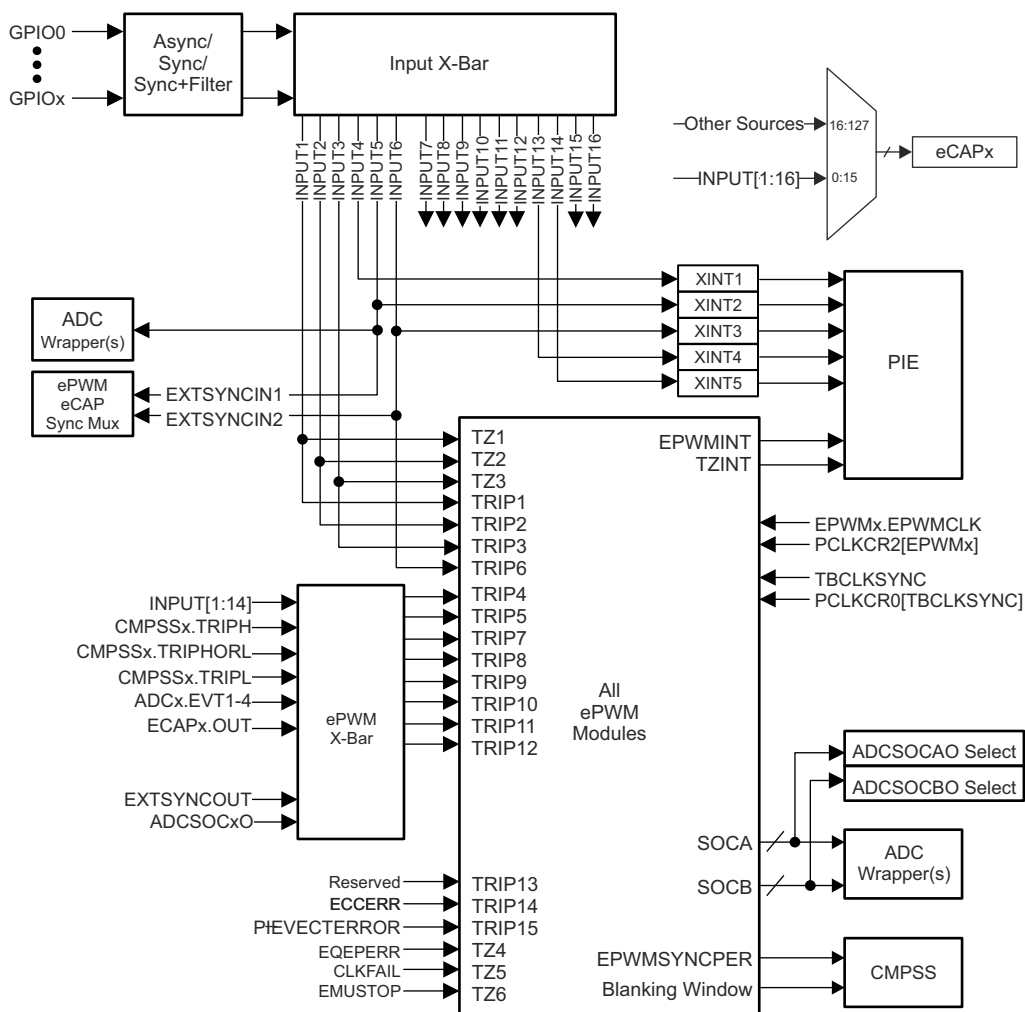 GPIO0
GPIOx
Async/
Sync/
Sync+Filter
Input X-Bar
INPUT1
INPUT2
INPUT3
INPUT4
INPUT5
INPUT6
INPUT7
INPUT8
INPUT9
INPUT10
INPUT11
INPUT12
INPUT13
INPUT14
INPUT15
INPUT16
Other Sources
16:127
INPUT[1:16]
0:15
eCAPx
XINT1
XINT2
XINT3
XINT4
XINT5
PIE
ADC
Wrapper(s)
ePWM
eCAP
Sync Mux
EXTSYNCIN1
EXTSYNCIN2
TZ1
TZ2
TZ3
TRIP1
TRIP2
TRIP3
TRIP6
TRIP4
TRIP5
TRIP7
TRIP8
TRIP9
TRIP10
TRIP11
TRIP12
EPWMINT
TZINT
EPWMx.EPWMCLK
PCLKCR2[EPWMx]
TBCLKSYNC
PCLKCR0[TBCLKSYNC]
INPUT[1:14]
CMPSSx.TRIPH
CMPSSx.TRIPHORL
CMPSSx.TRIPL
ADCx.EVT1-4
ECAPx.OUT
EXTSYNCOUT
ADCSOCxO
ePWM
X-Bar
All
ePWM
Modules
ADCSOCAO Select
ADCSOCBO Select
SOCA
SOCB
ADC
Wrapper(s)
Reserved
ECCERR
PIEVECTERROR
EQEPERR
CLKFAIL
EMUSTOP
TRIP13
TRIP14
TRIP15
TZ4
TZ5
TZ6
EPWMSYNCPER
Blanking Window
CMPSS